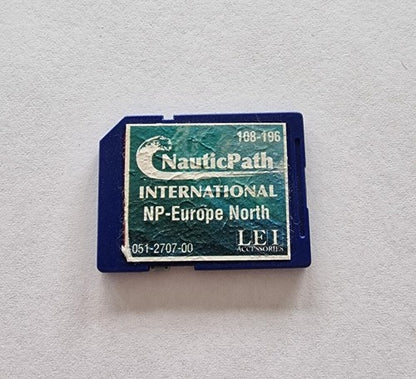 108-196
NauticPath
INTERNATIONAL
NP-Europe North
051-2707-00
LEI
ACCESSORIES